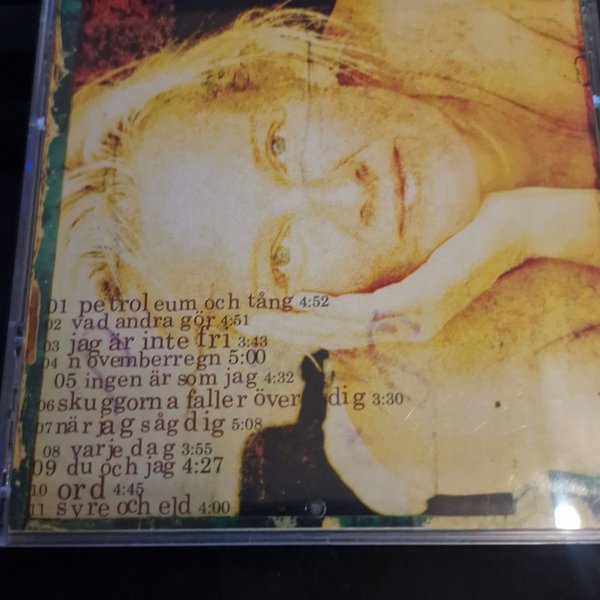 01 petroleum och tång 4:52
02 vad andra gör 4:51
03 jag är inte fri 3:43
04 novemberregn 5:00
05 ingen är som jag 4:32
06 skuggorna faller över dig 3:30
07 när jag såg dig 5:08
08 varje dag 3:55
09 du och jag 4:27
10 ord 4:45
11 syre och eld 4:00